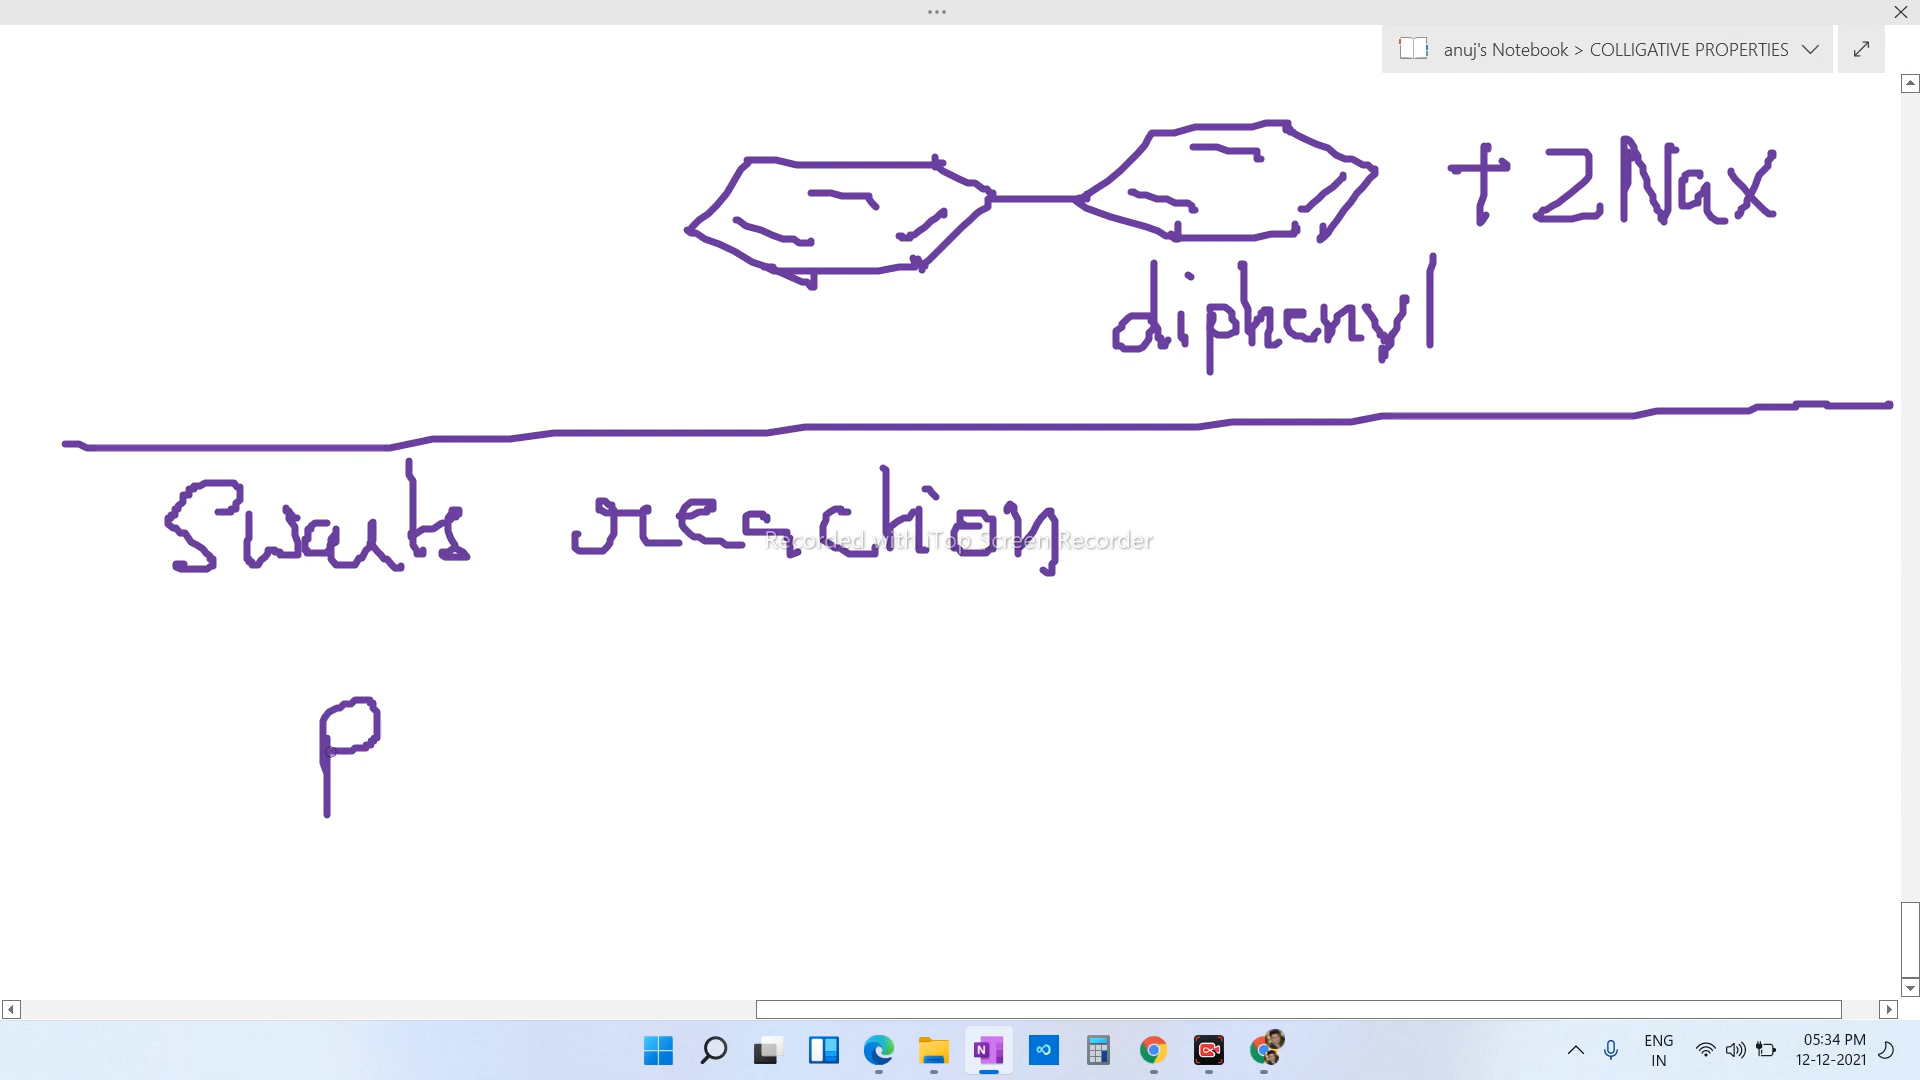 anuj's Notebook > COLLIGATIVE PROPERTIES
+ 2Nax
diphenyl
Swarts reaction
Recorded with iTop Screen Recorder
P
ENG
IN
05:34 PM
12-12-2021